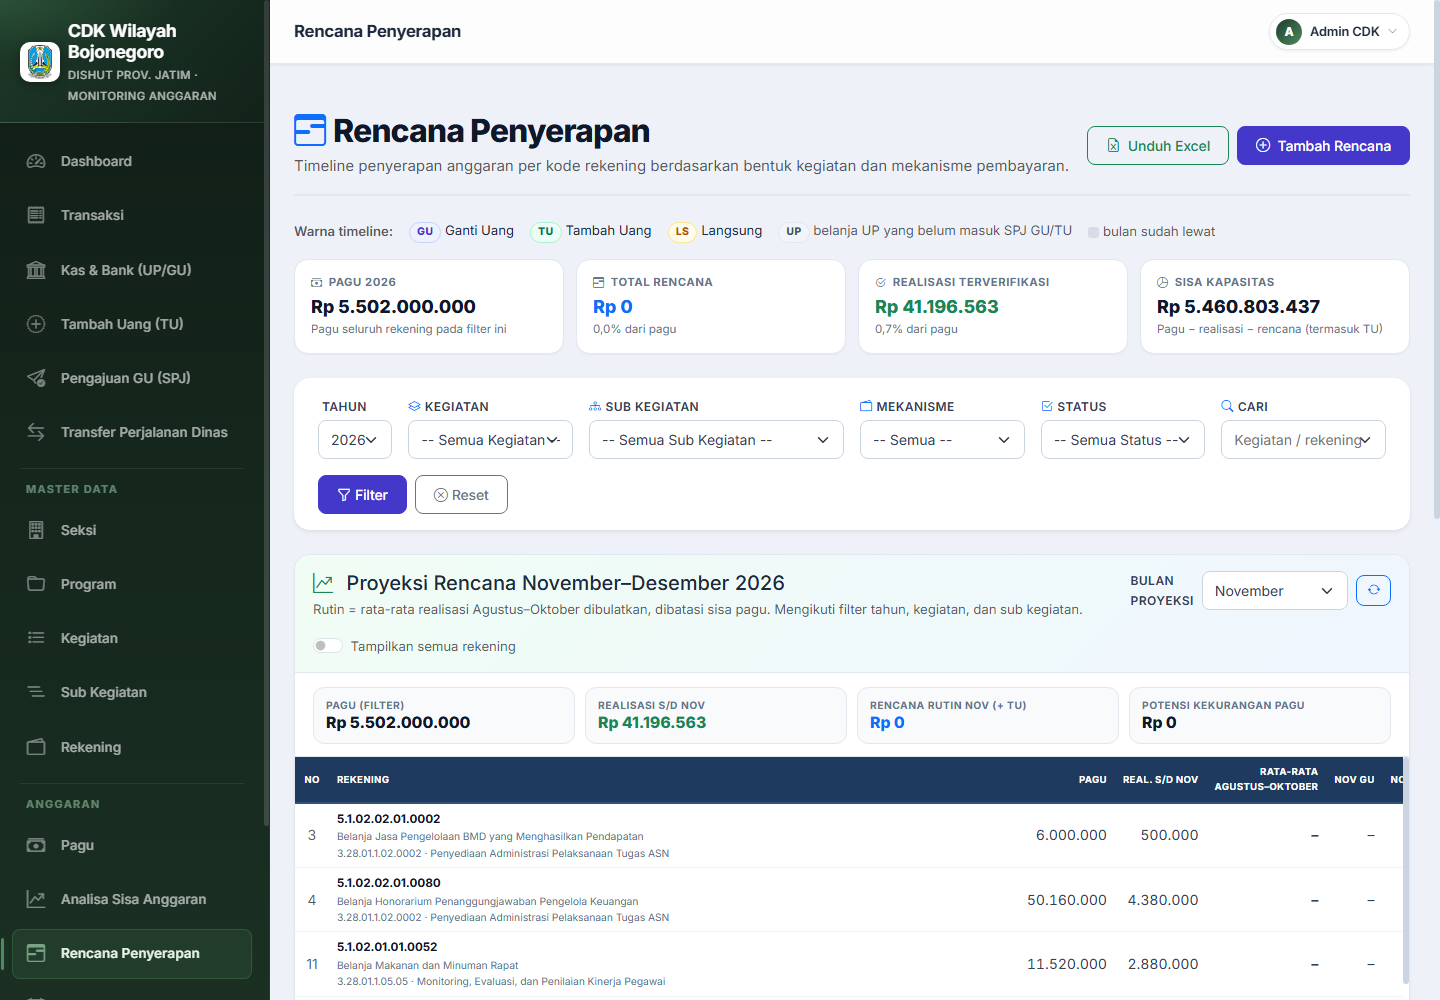 CDK Wilayah
Bojonegoro
DISHUT PROV. JATIM ·
MONITORING ANGGARAN
Dashboard
Transaksi
Kas & Bank (UP/GU)
Tambah Uang (TU)
Pengajuan GU (SPJ)
Transfer Perjalanan Dinas
MASTER DATA
Seksi
Program
Kegiatan
Sub Kegiatan
Rekening
ANGGARAN
Pagu
Analisa Sisa Anggaran
Rencana Penyerapan
Rencana Penyerapan
A Admin CDK
Rencana Penyerapan
Timeline penyerapan anggaran per kode rekening berdasarkan bentuk kegiatan dan mekanisme pembayaran.
Unduh Excel
Tambah Rencana
Warna timeline: GU Ganti Uang TU Tambah Uang LS Langsung UP belanja UP yang belum masuk SPJ GU/TU bulan sudah lewat
PAGU 2026
Rp 5.502.000.000
Pagu seluruh rekening pada filter ini
TOTAL RENCANA
Rp 0
0,0% dari pagu
REALISASI TERVERIFIKASI
Rp 41.196.563
0,7% dari pagu
SISA KAPASITAS
Rp 5.460.803.437
Pagu − realisasi − rencana (termasuk TU)
TAHUN
2026
KEGIATAN
-- Semua Kegiatan --
SUB KEGIATAN
-- Semua Sub Kegiatan --
MEKANISME
-- Semua --
STATUS
-- Semua Status --
CARI
Kegiatan / rekening
Filter
Reset
Proyeksi Rencana November–Desember 2026
Rutin = rata-rata realisasi Agustus–Oktober dibulatkan, dibatasi sisa pagu. Mengikuti filter tahun, kegiatan, dan sub kegiatan.
Tampilkan semua rekening
BULAN
PROYEKSI
November
PAGU (FILTER)
Rp 5.502.000.000
REALISASI S/D NOV
Rp 41.196.563
RENCANA RUTIN NOV (+ TU)
Rp 0
POTENSI KEKURANGAN PAGU
Rp 0
NO REKENING PAGU REAL. S/D NOV RATA-RATA AGUSTUS–OKTOBER NOV GU
3 5.1.02.02.01.0002 6.000.000 500.000 – –
Belanja Jasa Pengelolaan BMD yang Menghasilkan Pendapatan
3.28.01.1.02.0002 · Penyediaan Administrasi Pelaksanaan Tugas ASN
4 5.1.02.02.01.0080 50.160.000 4.380.000 – –
Belanja Honorarium Penanggungjawaban Pengelola Keuangan
3.28.01.1.02.0002 · Penyediaan Administrasi Pelaksanaan Tugas ASN
11 5.1.02.01.01.0052 11.520.000 2.880.000 – –
Belanja Makanan dan Minuman Rapat
3.28.01.1.05.05 · Monitoring, Evaluasi, dan Penilaian Kinerja Pegawai